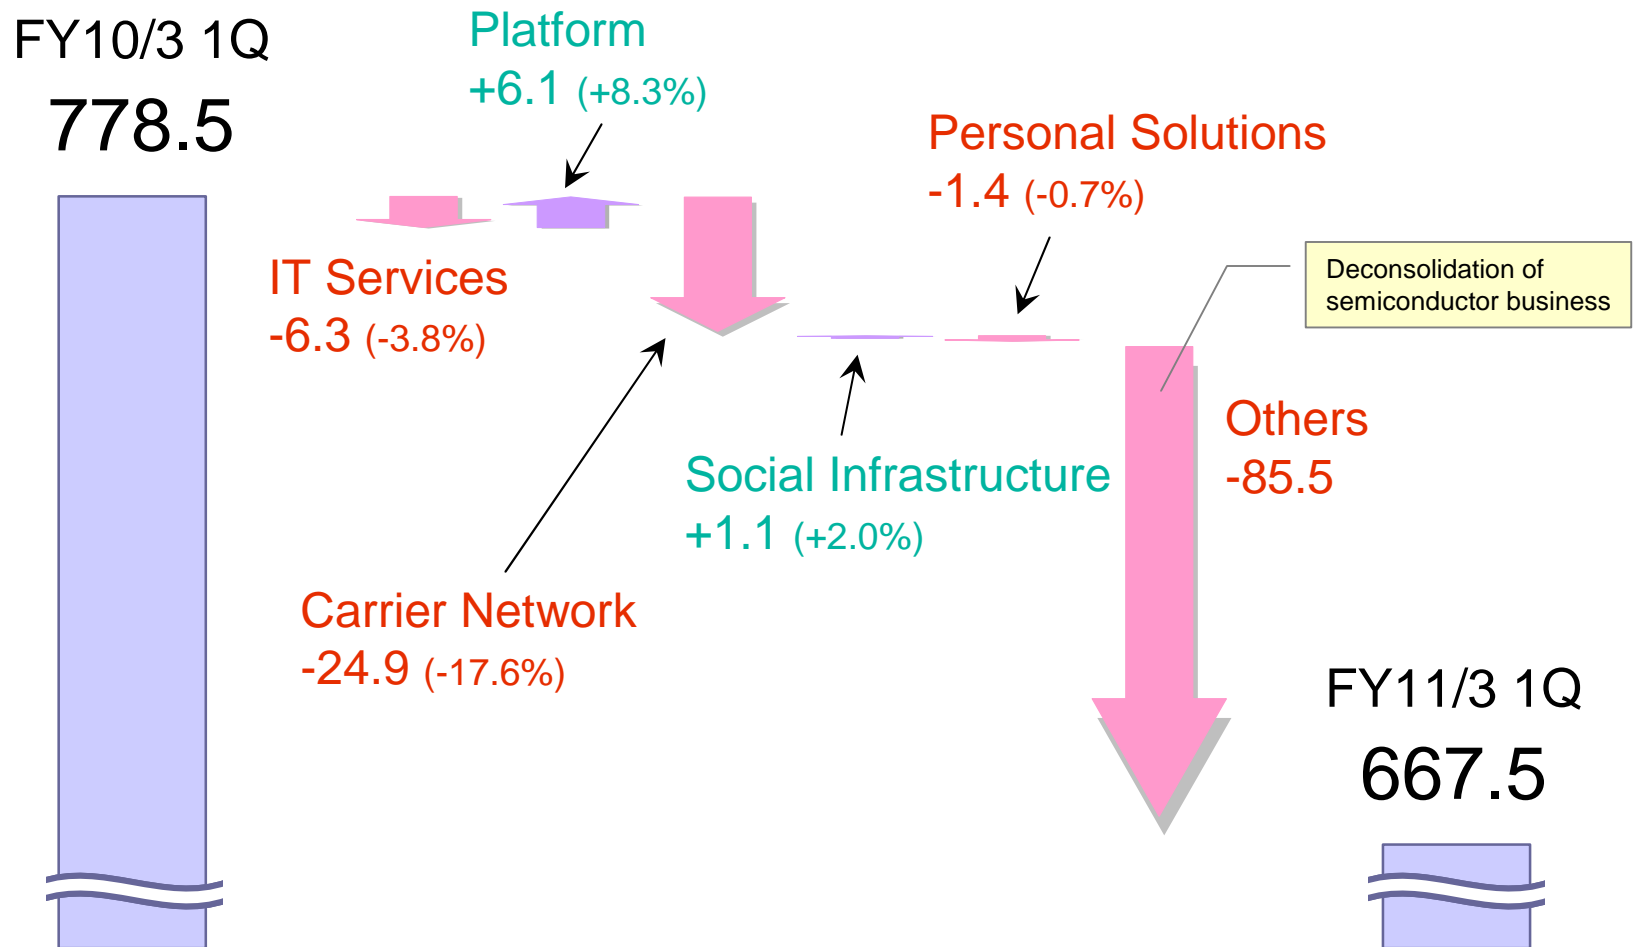 FY10/3 1Q
778.5
Platform
+6.1 (+8.3%)
IT Services
-6.3 (-3.8%)
Personal Solutions
-1.4 (-0.7%)
Deconsolidation of
semiconductor business
Others
-85.5
Social Infrastructure
+1.1 (+2.0%)
Carrier Network
-24.9 (-17.6%)
FY11/3 1Q
667.5